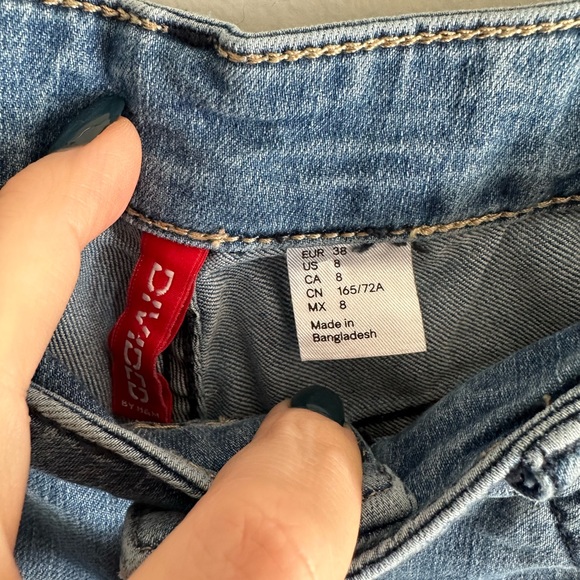 DIVIDED
BY H&M
EUR 38
US 8
CA 8
CN 165/72A
MX 8
Made in
Bangladesh